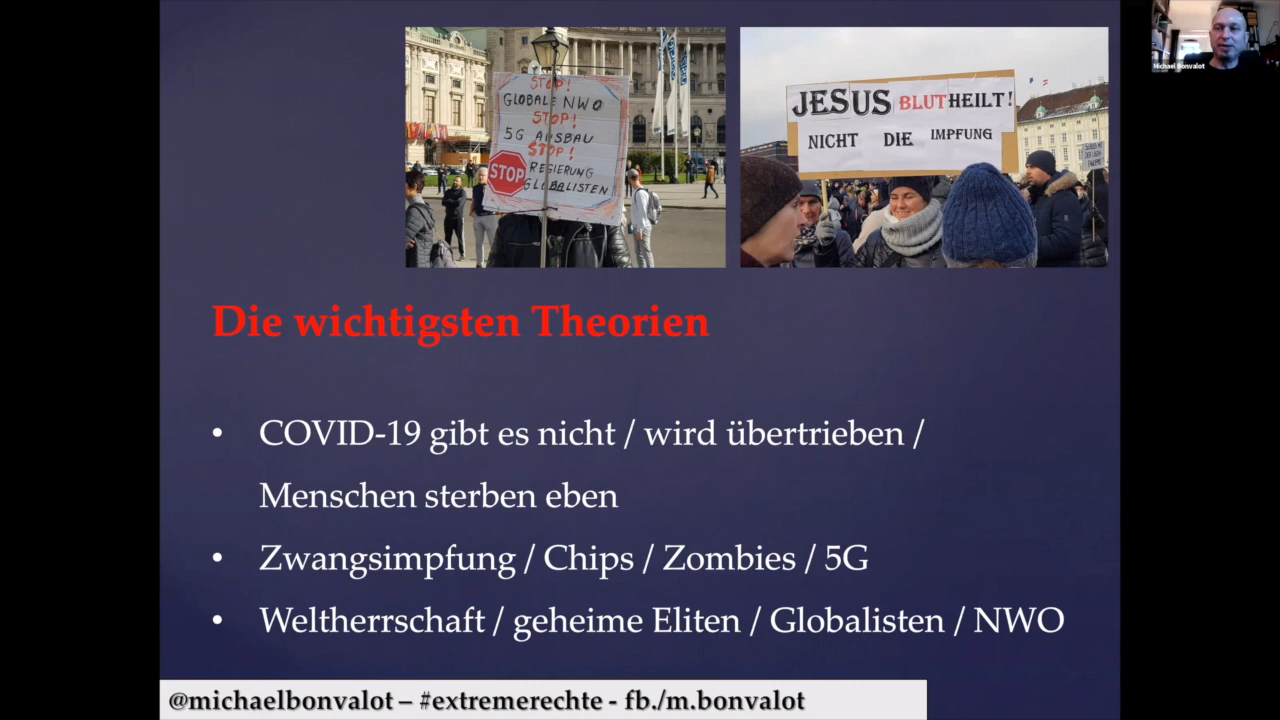 STOP!
GLOBALE NWO
STOP!
5G AUSBAU
STOP!
STOP
REGIERUNG
GLOBALISTEN
JESUS BLUT HEILT!
NICHT DIE IMPFUNG
Michael Bonvalot
Die wichtigsten Theorien
• COVID-19 gibt es nicht / wird übertrieben /
Menschen sterben eben
• Zwangsimpfung / Chips / Zombies / 5G
• Weltherrschaft / geheime Eliten / Globalisten / NWO
@michaelbonvalot – #extremerechte - fb./m.bonvalot